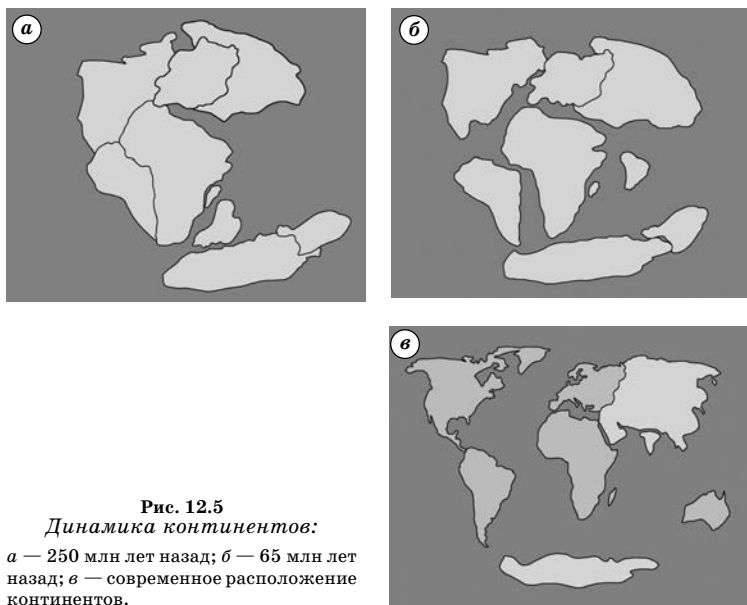 а
б
в
Рис. 12.5
Динамика континентов:
а — 250 млн лет назад; б — 65 млн лет
назад; в — современное расположение
континентов.